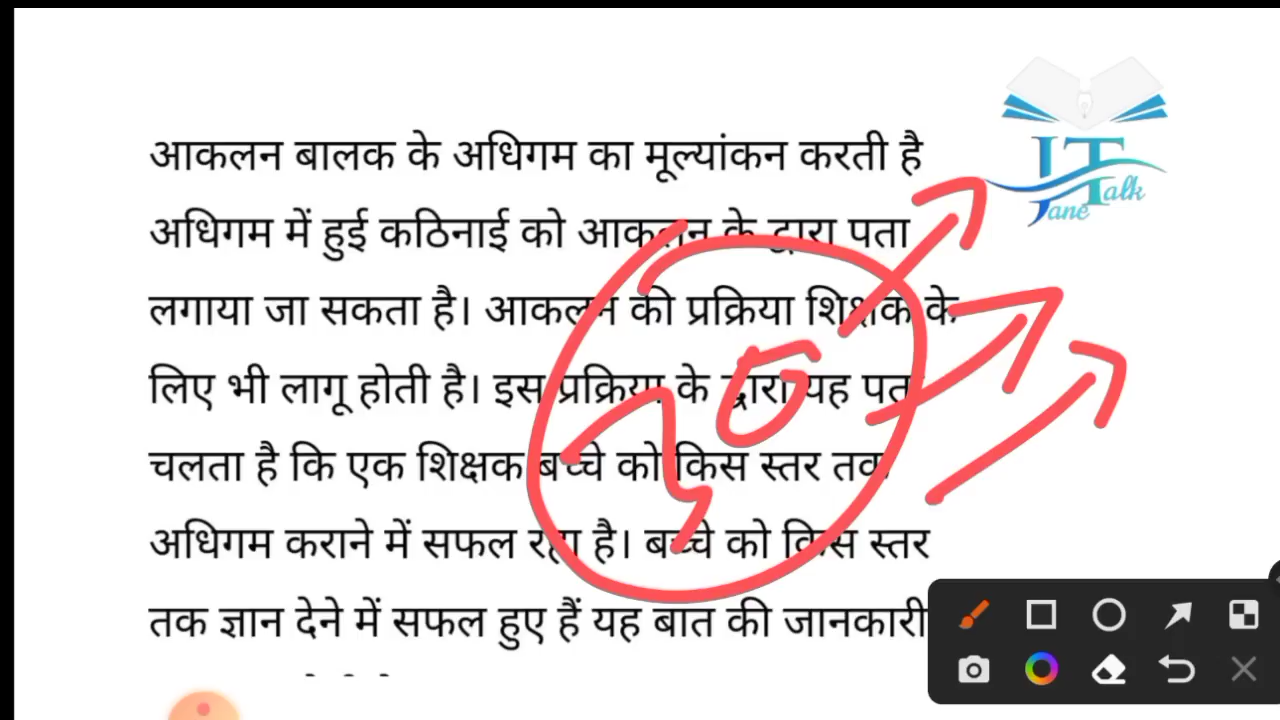 आकलन बालक के अधिगम का मूल्यांकन करती है
अधिगम में हुई कठिनाई को आकलन के द्वारा पता
लगाया जा सकता है। आकलन की प्रक्रिया शिक्षक के
लिए भी लागू होती है। इस प्रक्रिया के द्वारा यह पता
चलता है कि एक शिक्षक बच्चे को किस स्तर तक
अधिगम कराने में सफल रहा है। बच्चे को किस स्तर
तक ज्ञान देने में सफल हुए हैं यह बात की जानकारी
JT
Jane Talk
30